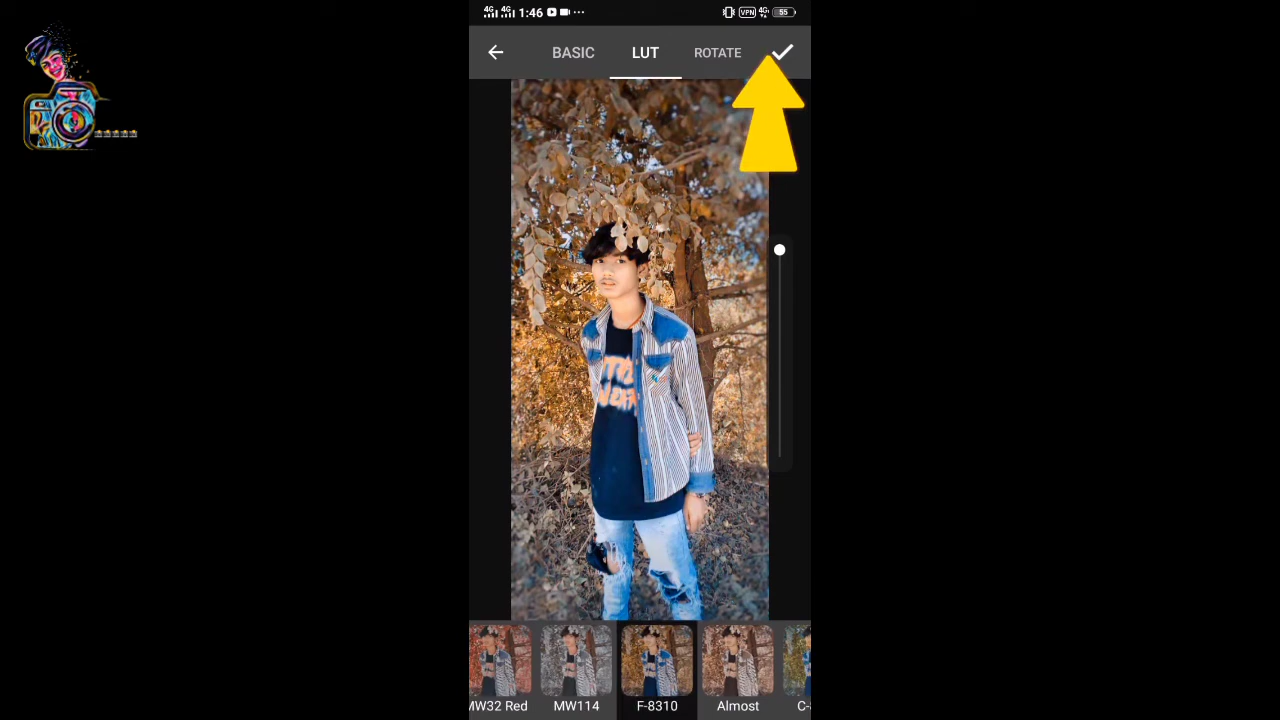 4G 4G 1:46 VPN 4G 55
BASIC LUT ROTATE
MW32 Red MW114 F-8310 Almost C-